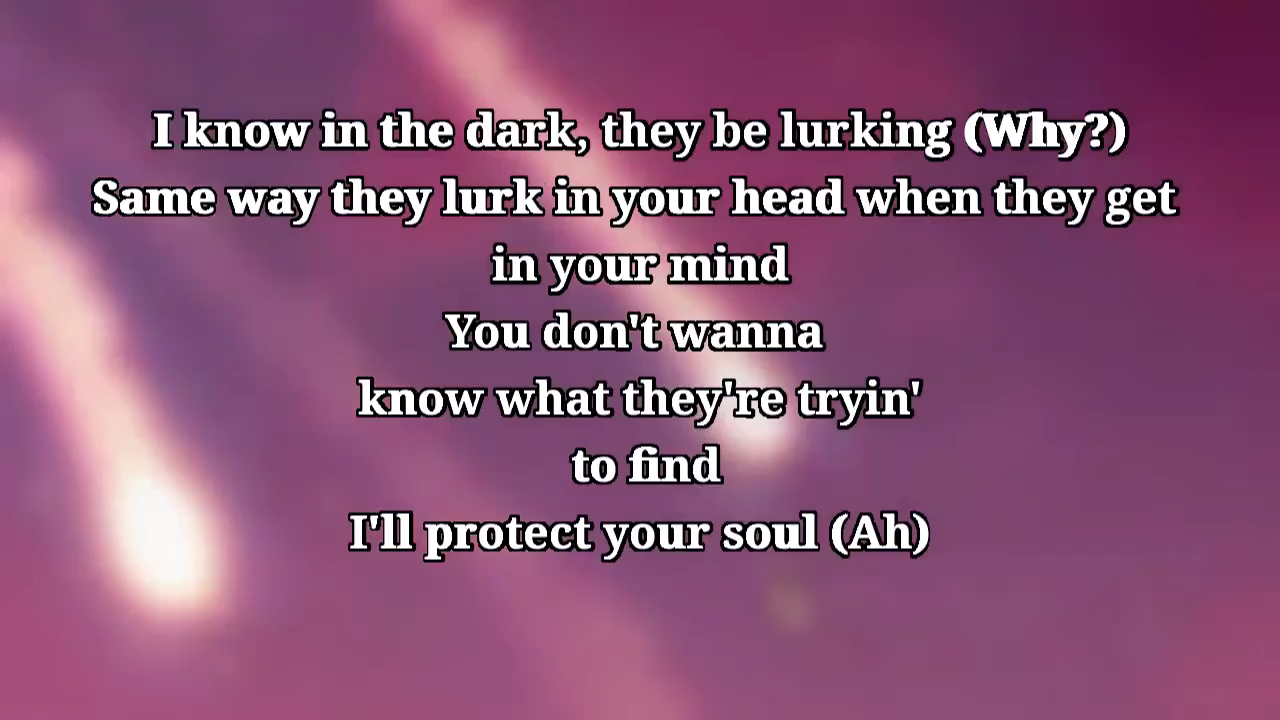 I know in the dark, they be lurking (Why?)
Same way they lurk in your head when they get
in your mind
You don't wanna
know what they're tryin'
to find
I'll protect your soul (Ah)